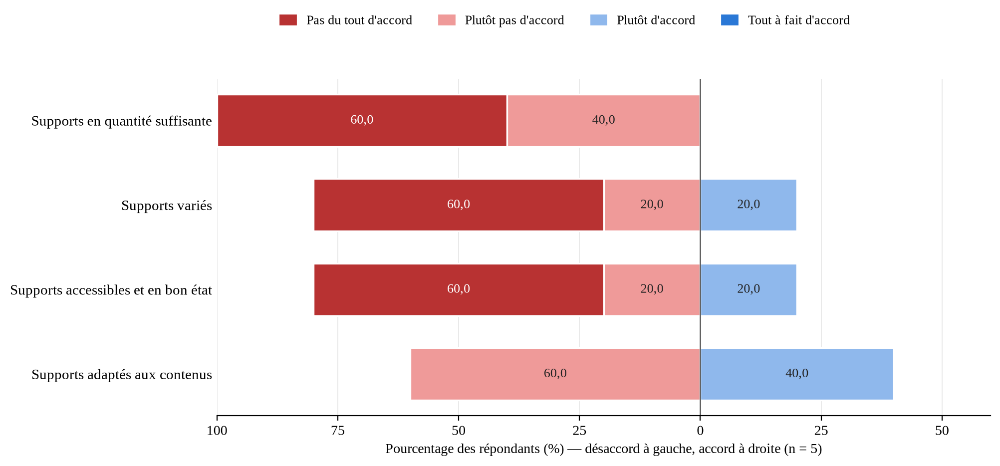 Pas du tout d'accord Plutôt pas d'accord Plutôt d'accord Tout à fait d'accord
Supports en quantité suffisante 60,0 40,0
Supports variés 60,0 20,0 20,0
Supports accessibles et en bon état 60,0 20,0 20,0
Supports adaptés aux contenus 60,0 40,0
100 75 50 25 0 25 50
Pourcentage des répondants (%) — désaccord à gauche, accord à droite (n = 5)